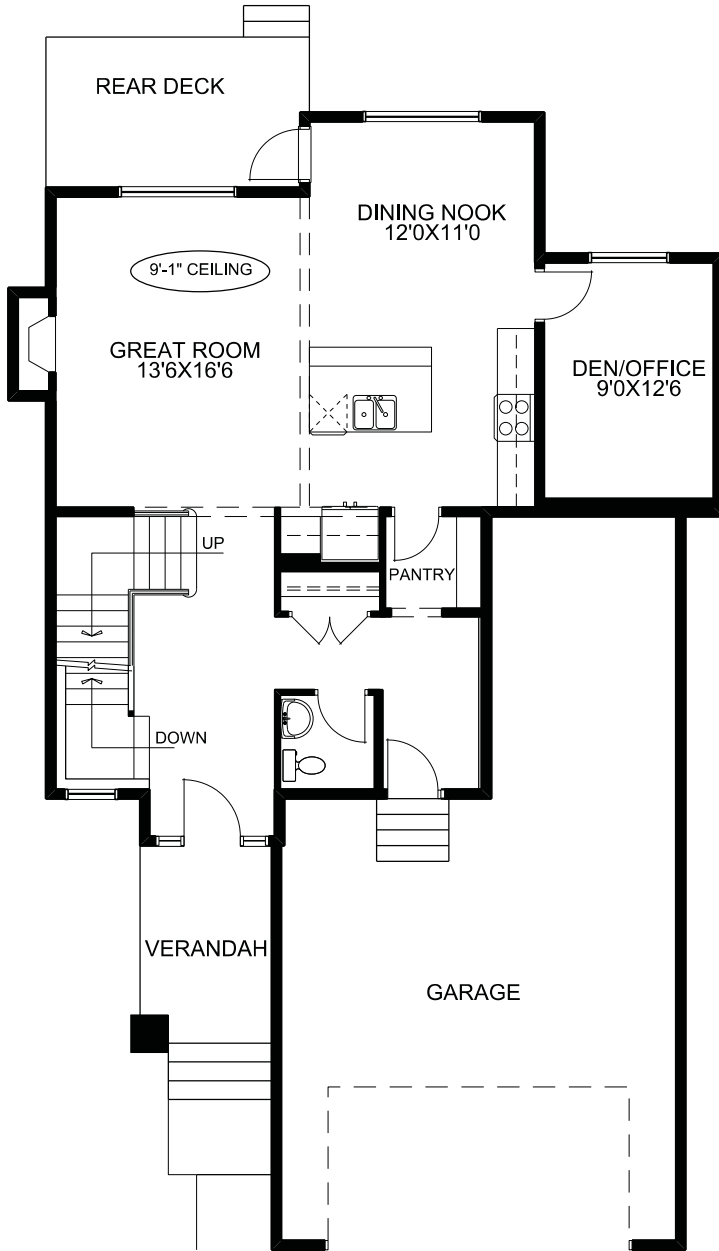 REAR DECK
DINING NOOK
12'0X11'0
9'-1" CEILING
GREAT ROOM
13'6X16'6
DEN/OFFICE
9'0X12'6
UP
PANTRY
DOWN
VERANDAH
GARAGE